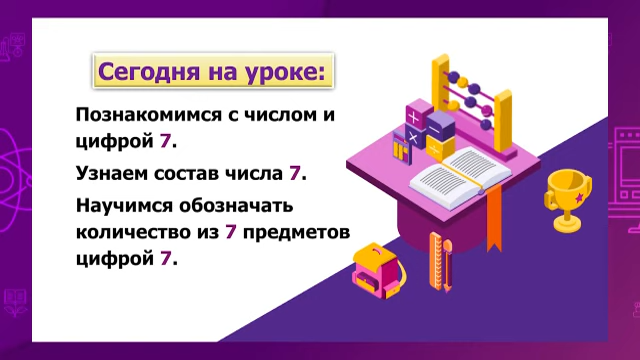 Сегодня на уроке:
Познакомимся с числом и
цифрой 7.
Узнаем состав числа 7.
Научимся обозначать
количество из 7 предметов
цифрой 7.